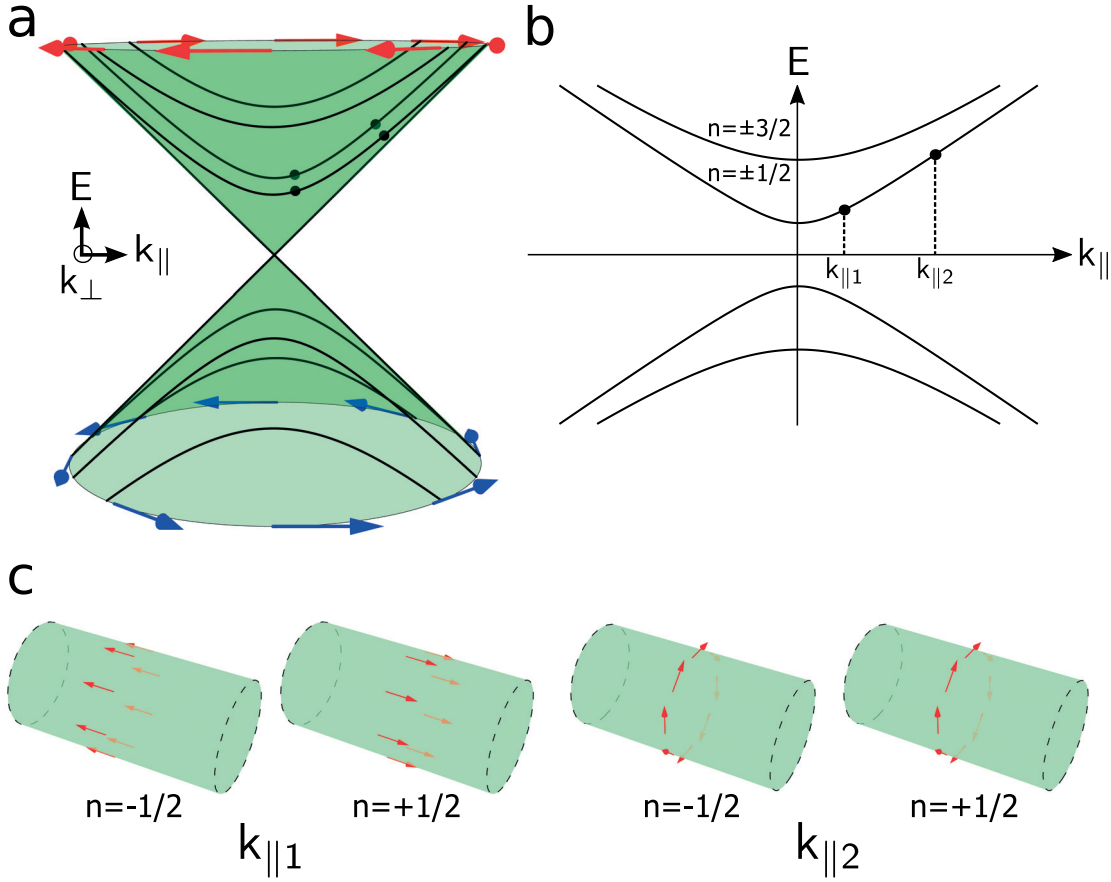 a
E
k∥
k⊥
b
E
n=±3/2
n=±1/2
k∥1
k∥2
k∥
c
n=-1/2
n=+1/2
n=-1/2
n=+1/2
k∥1
k∥2